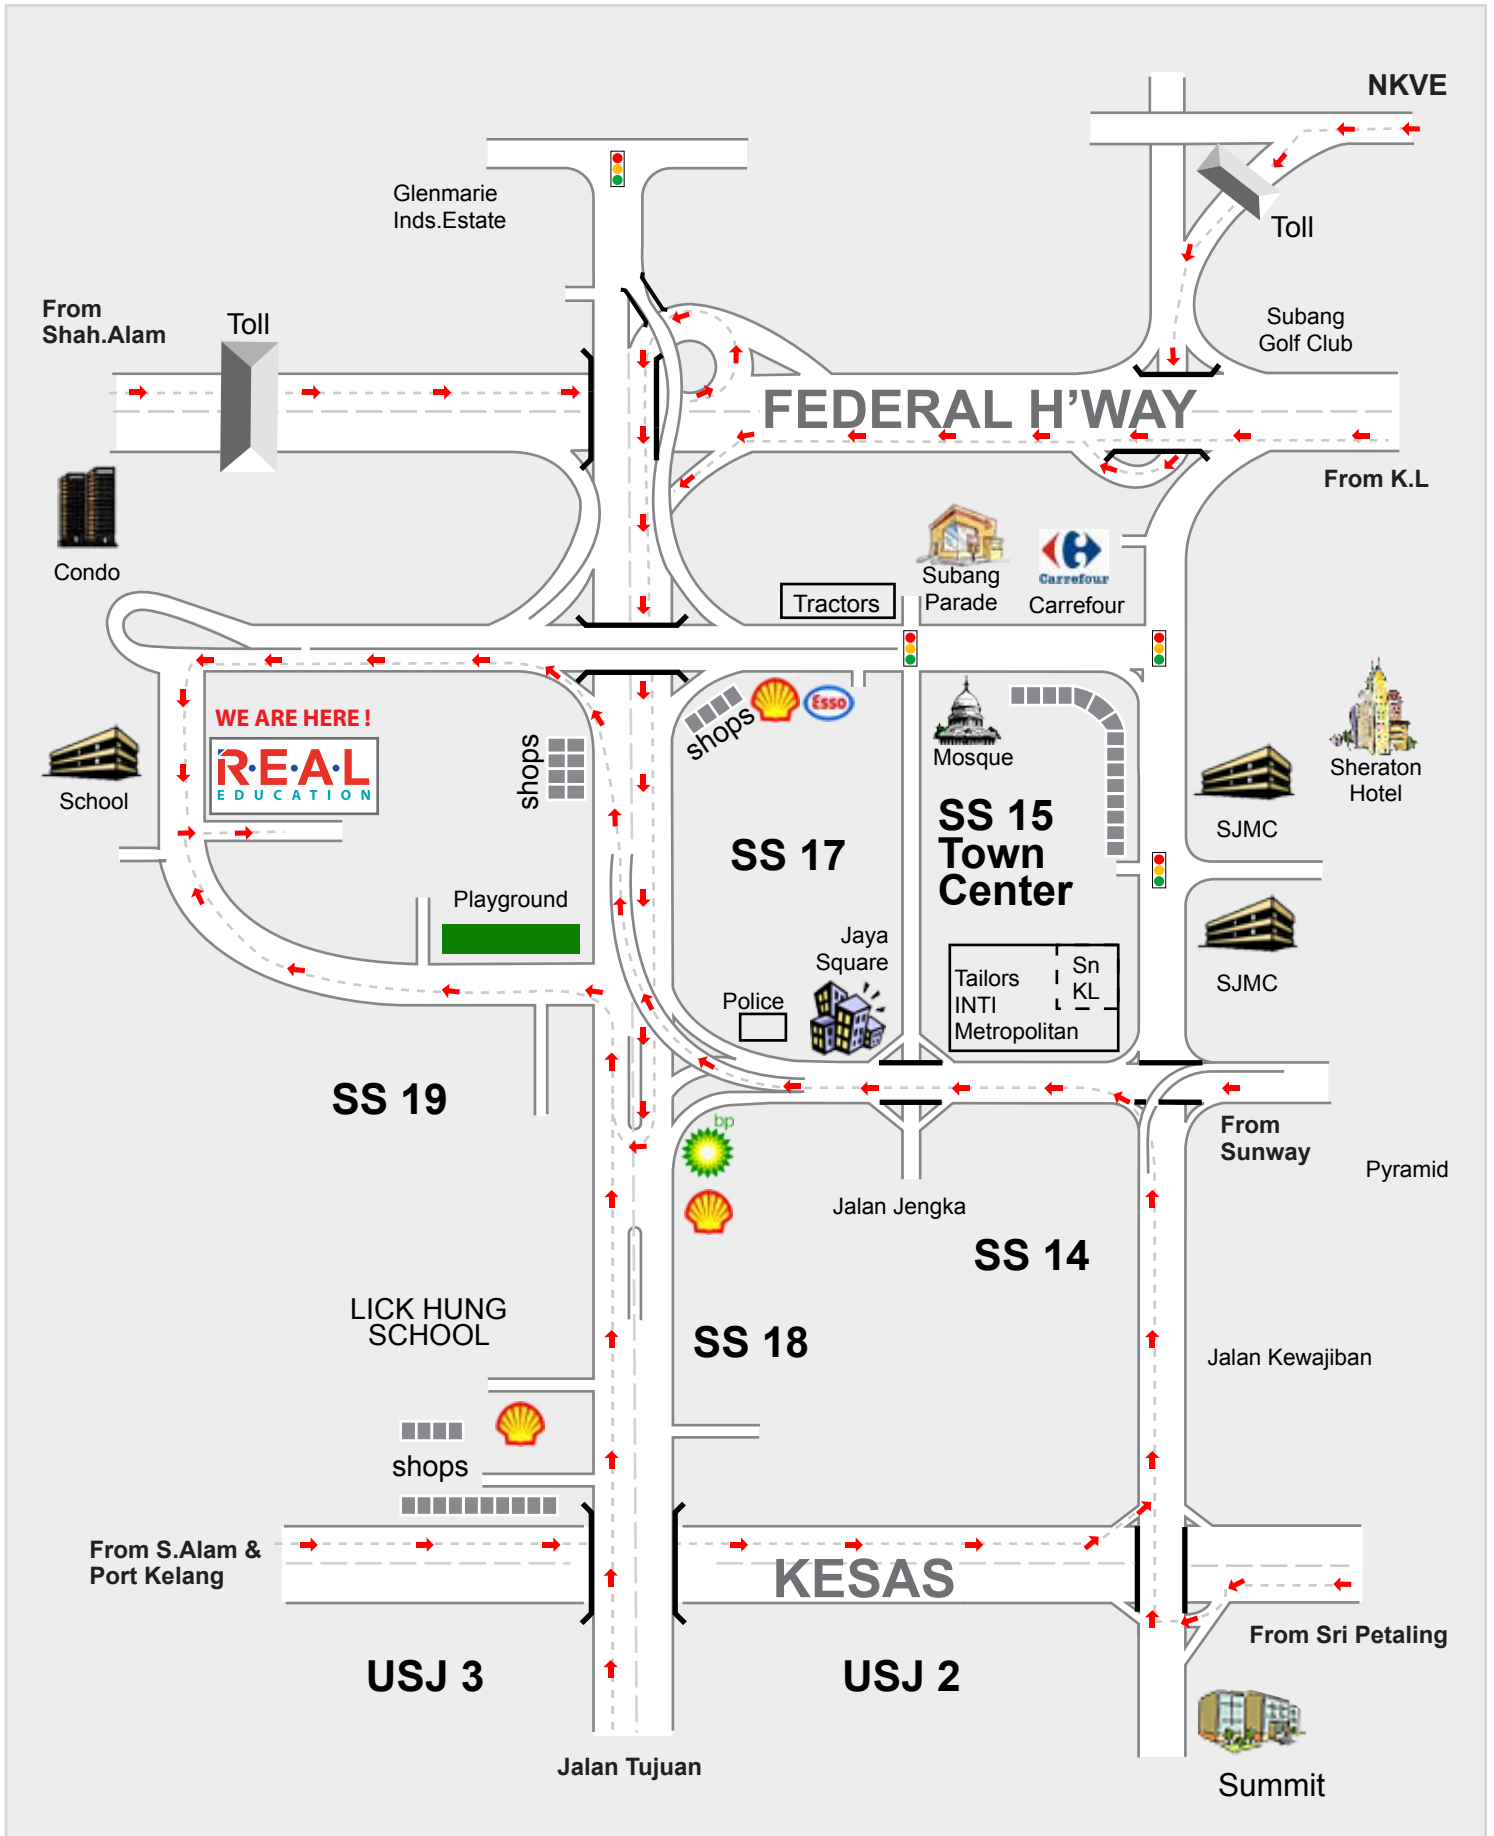 NKVE
Glenmarie
Inds.Estate
Toll
From
Shah.Alam
Toll
Subang
Golf Club
FEDERAL H'WAY
From K.L
Condo
Subang
Parade
Carrefour
Carrefour
Tractors
WE ARE HERE !
R·E·A·L
EDUCATION
School
shops
shops
Esso
Mosque
Sheraton
Hotel
SJMC
SS 15
Town
Center
SS 17
Playground
Jaya
Square
Police
Tailors
INTI
Metropolitan
Sn
KL
SJMC
SS 19
bp
From
Sunway
Pyramid
Jalan Jengka
SS 14
LICK HUNG
SCHOOL
SS 18
Jalan Kewajiban
shops
From S.Alam &
Port Kelang
KESAS
From Sri Petaling
USJ 3
USJ 2
Jalan Tujuan
Summit